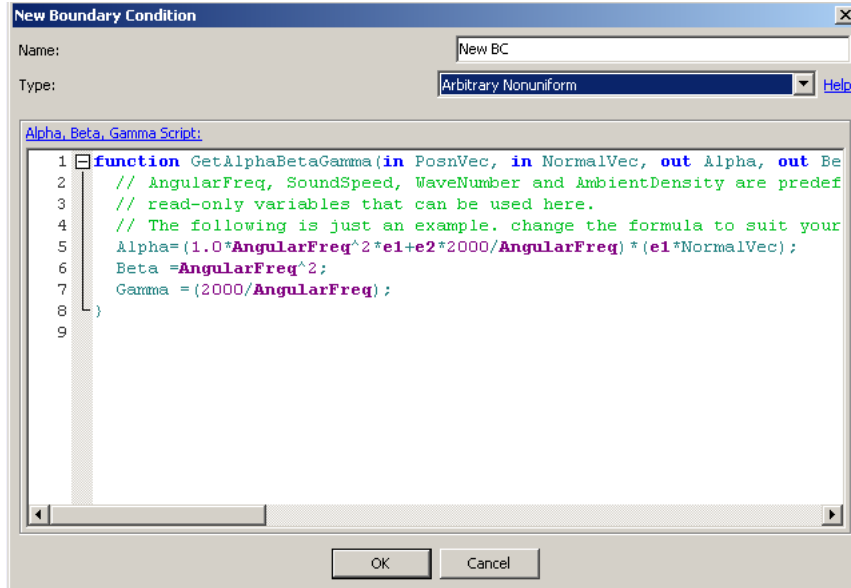 New Boundary Condition
Name:
New BC
Type:
Arbitrary Nonuniform
Help
Alpha, Beta, Gamma Script:
1 function GetAlphaBetaGamma(in PosnVec, in NormalVec, out Alpha, out Be
2 // AngularFreq, SoundSpeed, WaveNumber and AmbientDensity are predef
3 // read-only variables that can be used here.
4 // The following is just an example. change the formula to suit your
5 Alpha=(1.0*AngularFreq^2*e1+e2*2000/AngularFreq)*(e1*NormalVec);
6 Beta =AngularFreq^2;
7 Gamma =(2000/AngularFreq);
8 }
9
OK
Cancel